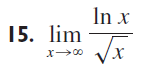 15. lim x→∞ ln x / √x